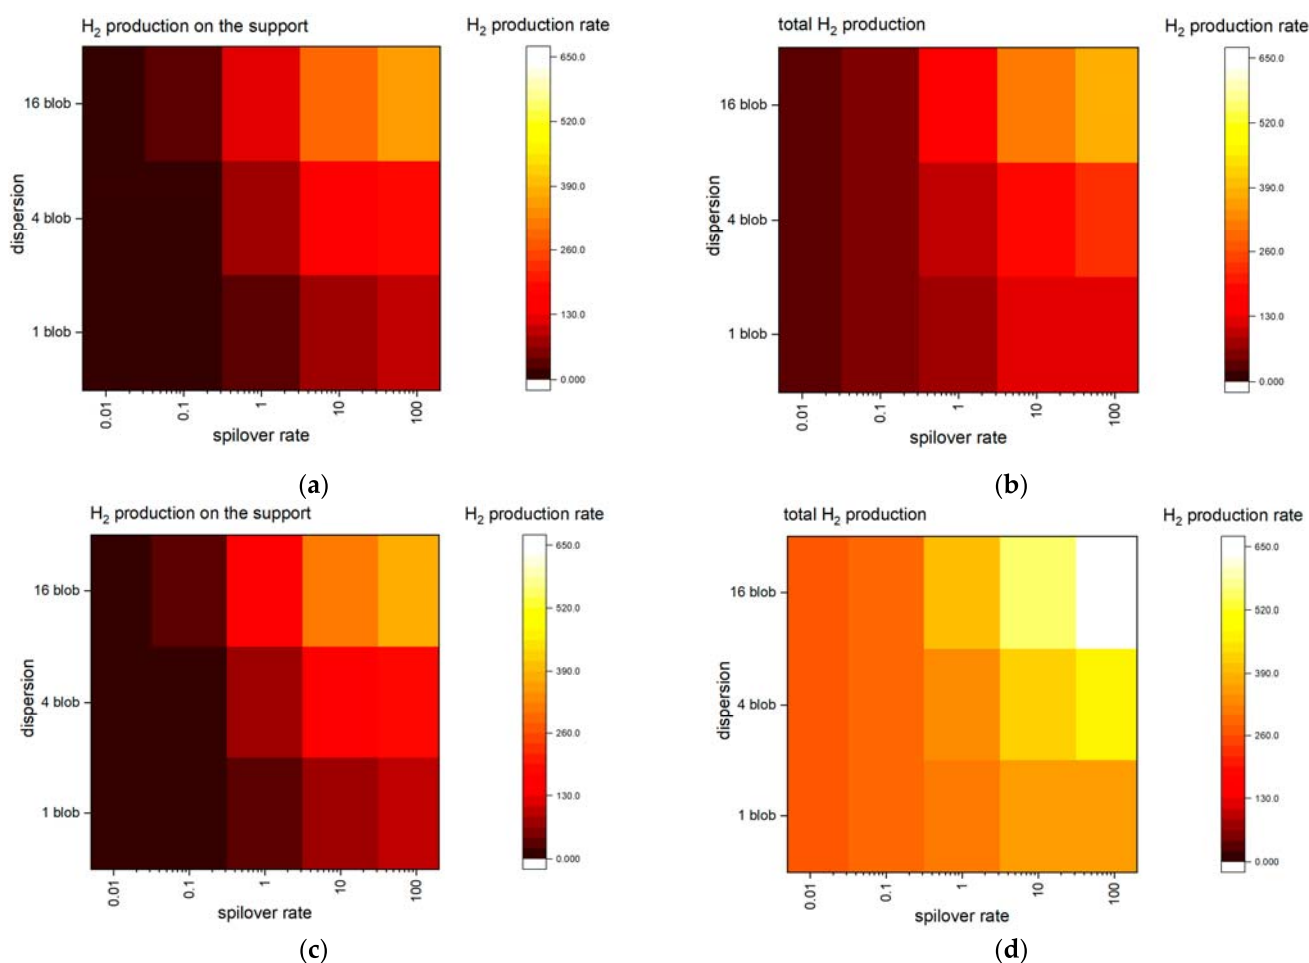 H2 production on the support
H2 production rate
650.0
520.0
390.0
260.0
130.0
0.000
16 blob
4 blob
1 blob
dispersion
0.01
0.1
1
10
100
spilover rate
(a)
total H2 production
H2 production rate
650.0
520.0
390.0
260.0
130.0
0.000
16 blob
4 blob
1 blob
dispersion
0.01
0.1
1
10
100
spilover rate
(b)
H2 production on the support
H2 production rate
650.0
520.0
390.0
260.0
130.0
0.000
16 blob
4 blob
1 blob
dispersion
0.01
0.1
1
10
100
spilover rate
(c)
total H2 production
H2 production rate
650.0
520.0
390.0
260.0
130.0
0.000
16 blob
4 blob
1 blob
dispersion
0.01
0.1
1
10
100
spilover rate
(d)